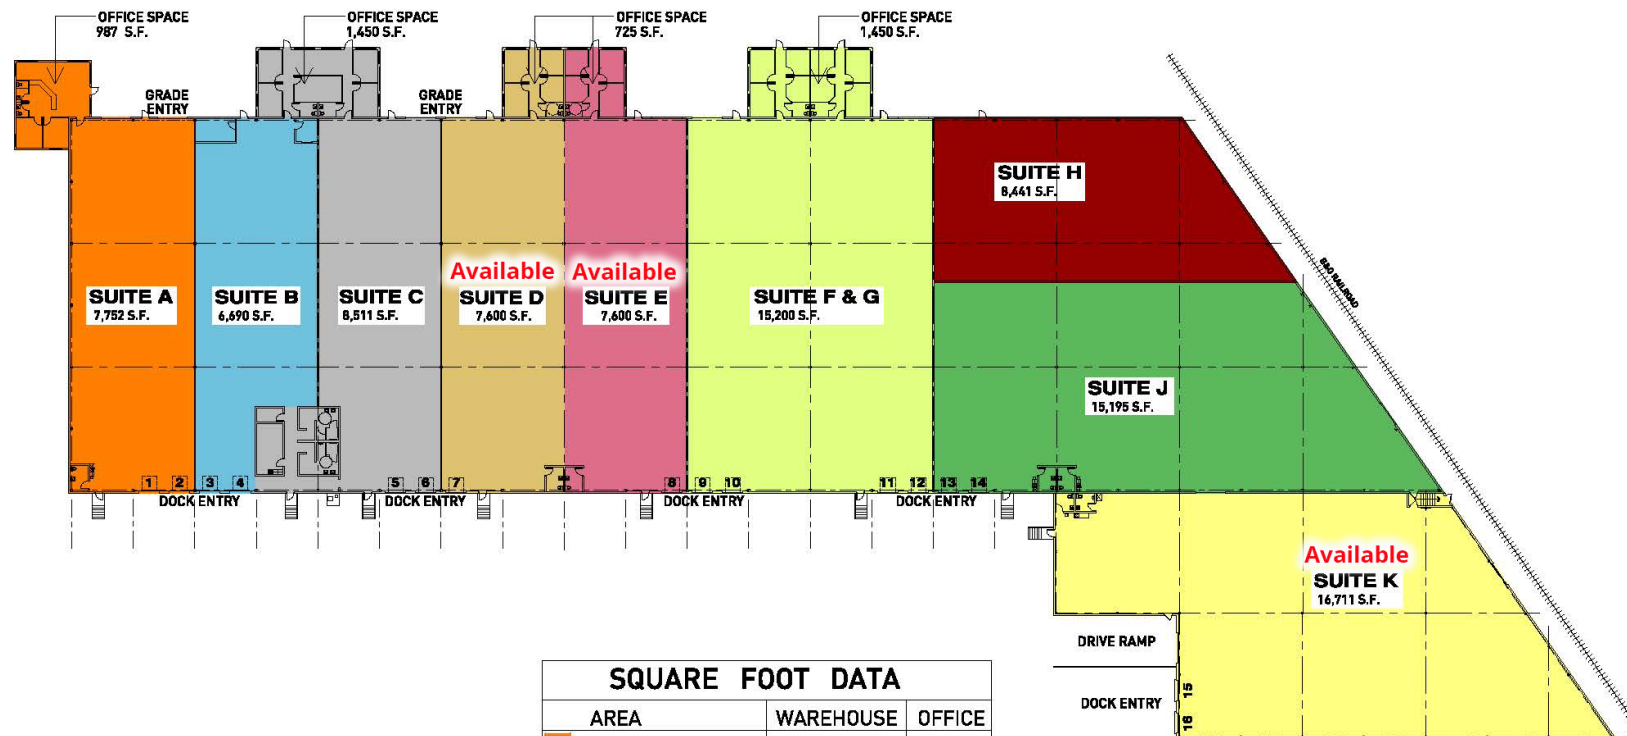 OFFICE SPACE
987 S.F.
OFFICE SPACE
1,450 S.F.
OFFICE SPACE
725 S.F.
OFFICE SPACE
1,450 S.F.
GRADE
ENTRY
GRADE
ENTRY
SUITE H
8,441 S.F.
B&O RAILROAD
Available
Available
SUITE A
7,752 S.F.
SUITE B
6,690 S.F.
SUITE C
8,511 S.F.
SUITE D
7,600 S.F.
SUITE E
7,600 S.F.
SUITE F & G
15,200 S.F.
SUITE J
15,195 S.F.
1 2 3 4 5 6 7 8 9 10 11 12 13 14
DOCK ENTRY
DOCK ENTRY
DOCK ENTRY
DOCK ENTRY
Available
SUITE K
16,711 S.F.
DRIVE RAMP
DOCK ENTRY
15
16
SQUARE FOOT DATA
AREA WAREHOUSE OFFICE